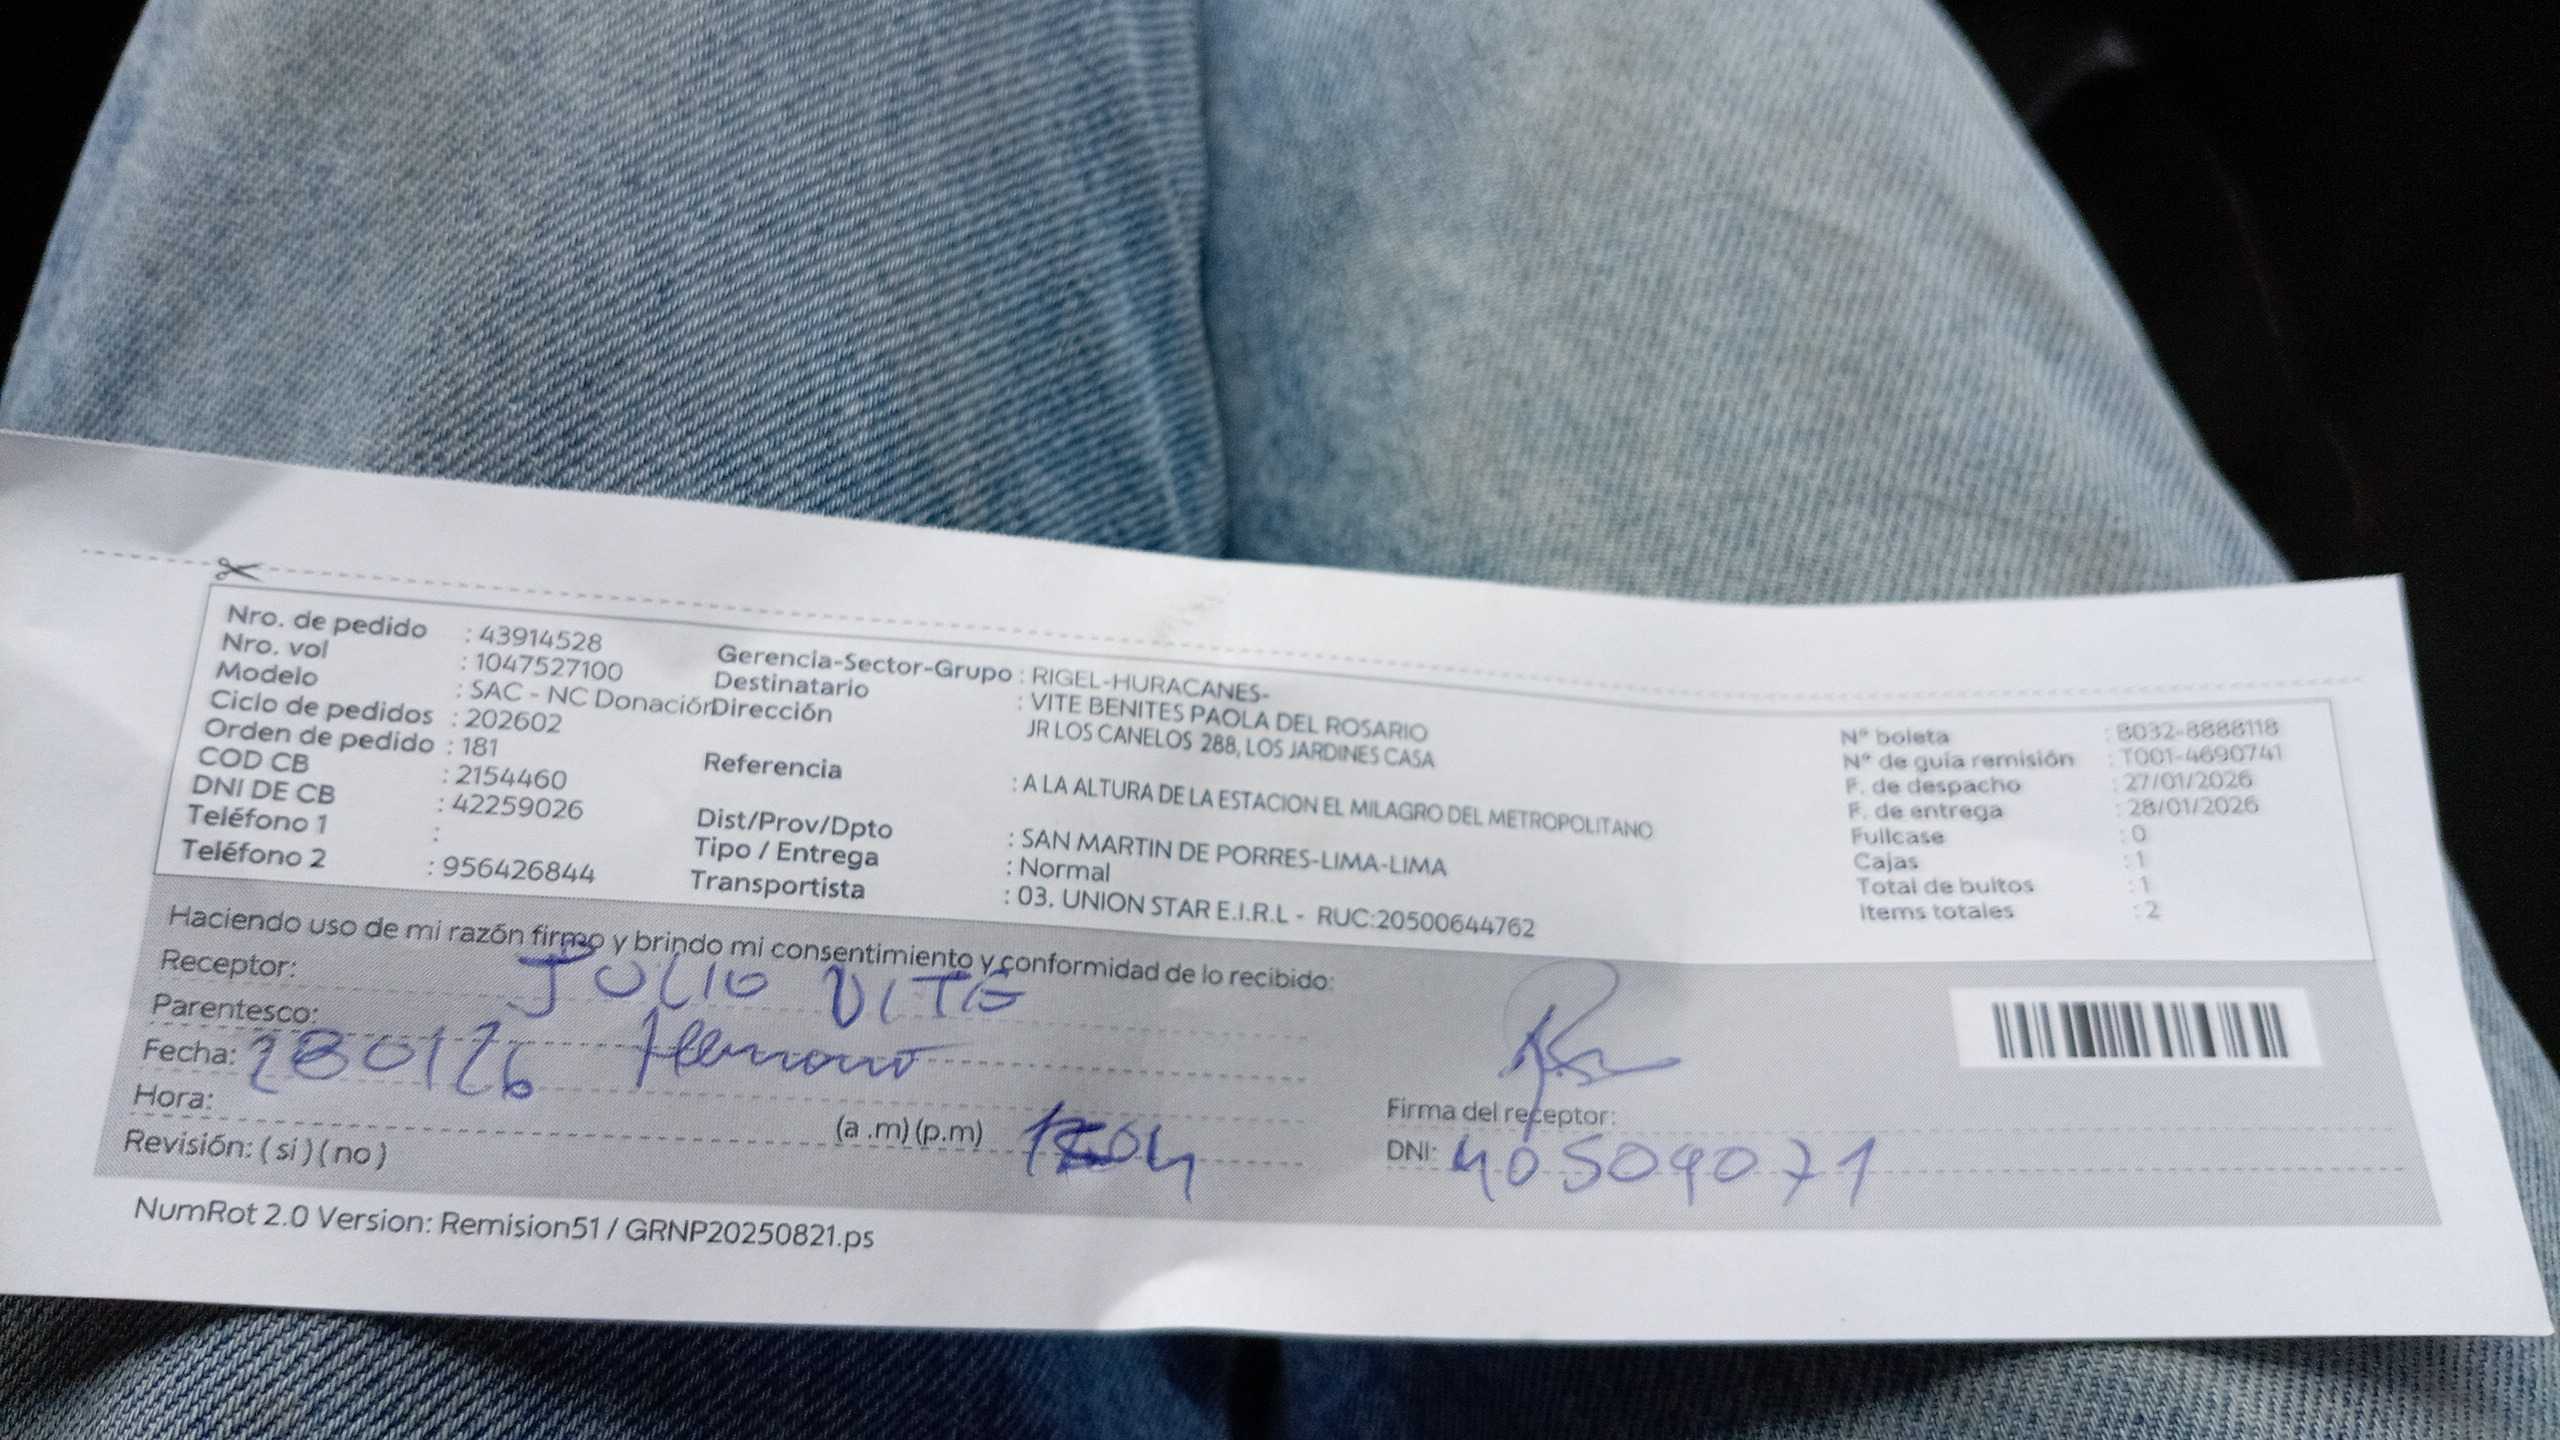 Nro. de pedido : 43914528
Nro. vol : 1047527100
Modelo : SAC - NC Donación
Ciclo de pedidos : 202602
Orden de pedido : 181
COD CB : 2154460
DNI DE CB : 42259026
Teléfono 1 :
Teléfono 2 : 956426844
Gerencia-Sector-Grupo : RIGEL-HURACANES-
Destinatario : VITE BENITES PAOLA DEL ROSARIO
Dirección JR LOS CANELOS 288, LOS JARDINES CASA
Referencia : A LA ALTURA DE LA ESTACION EL MILAGRO DEL METROPOLITANO
Dist/Prov/Dpto : SAN MARTIN DE PORRES-LIMA-LIMA
Tipo / Entrega : Normal
Transportista : 03. UNION STAR E.I.R.L - RUC:20500644762
N° boleta : B032-8888118
N° de guía remisión : T001-4690741
F. de despacho : 27/01/2026
F. de entrega : 28/01/2026
Fullcase : 0
Cajas : 1
Total de bultos : 1
Items totales : 2
Haciendo uso de mi razón firmo y brindo mi consentimiento y conformidad de lo recibido:
Receptor: JULIO VITE
Parentesco: Hermano
Fecha: 280126
Hora: (a .m) (p.m)
Revisión: ( si ) ( no )
Firma del receptor:
DNI: 40509071
NumRot 2.0 Version: Remision51 / GRNP20250821.ps